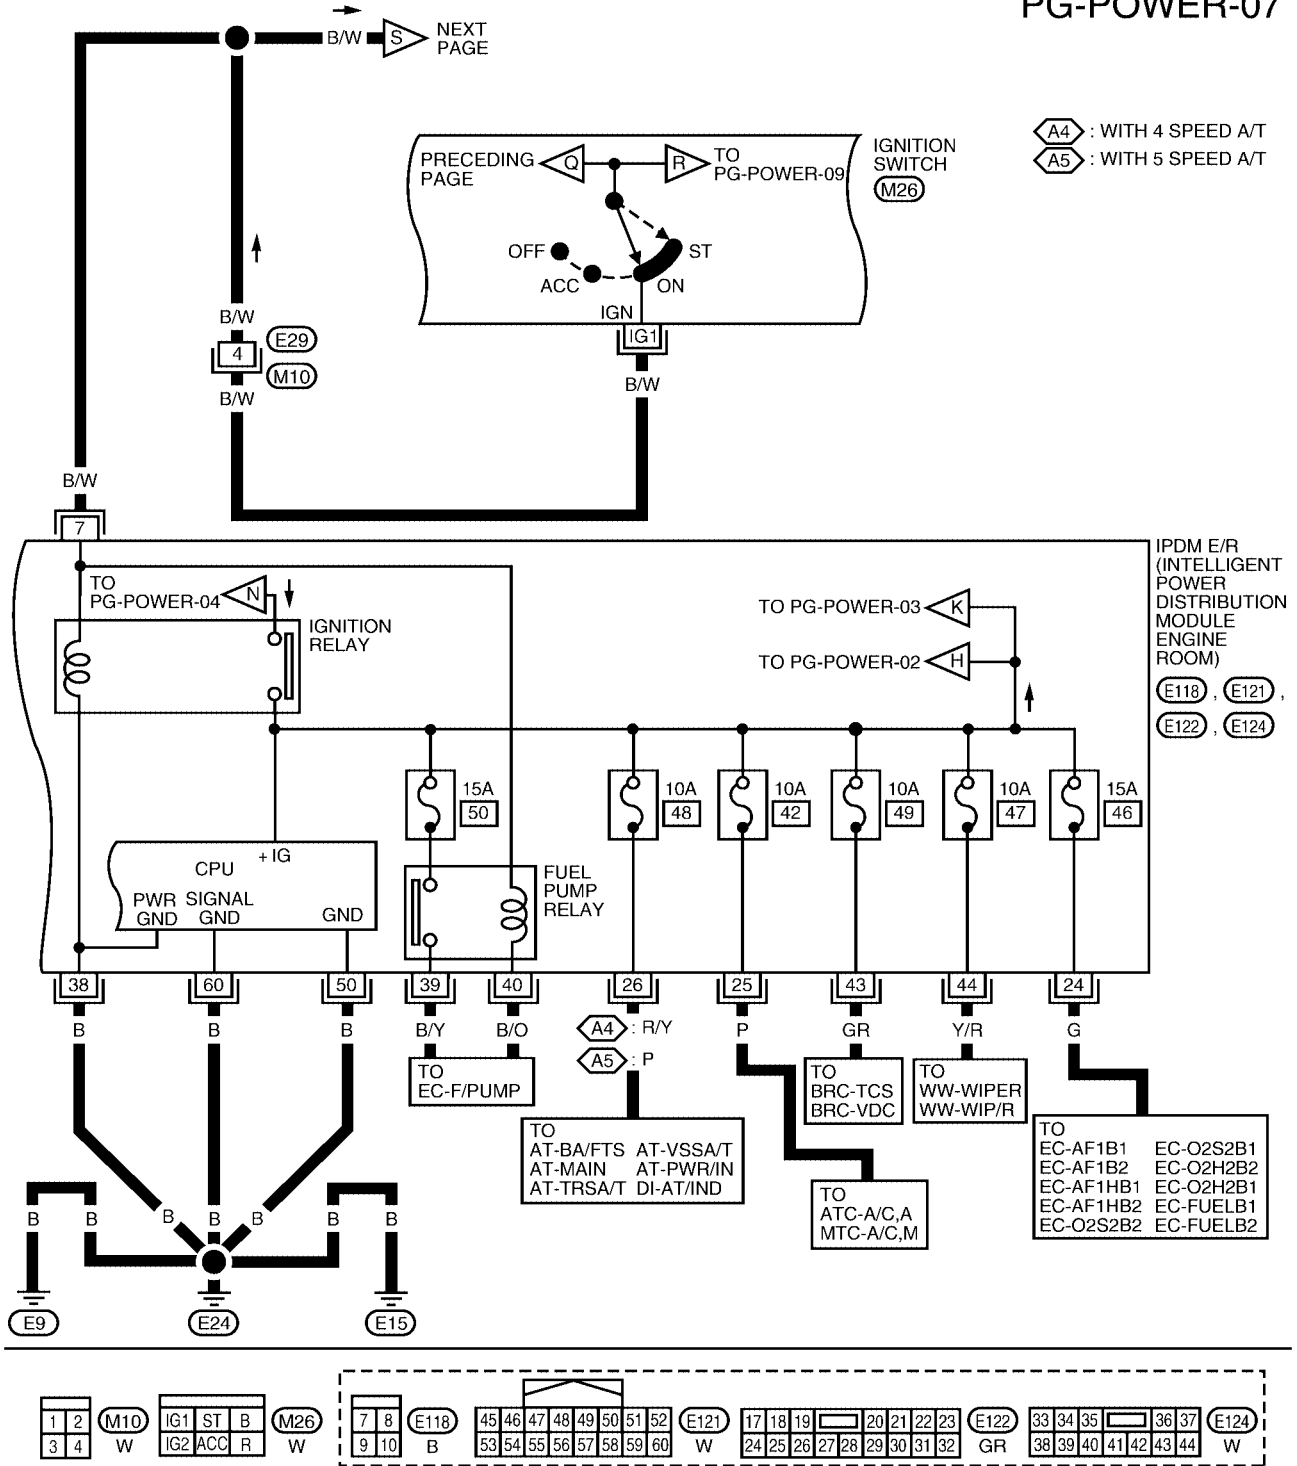 PG-POWER-07
B/W
S
NEXT
PAGE
A4 : WITH 4 SPEED A/T
A5 : WITH 5 SPEED A/T
PRECEDING
PAGE
Q
R
TO
PG-POWER-09
IGNITION
SWITCH
M26
OFF
ACC
ON
ST
IGN
IG1
B/W
B/W
4
E29
M10
B/W
B/W
7
IPDM E/R
(INTELLIGENT
POWER
DISTRIBUTION
MODULE
ENGINE
ROOM)
E118 , E121 ,
E122 , E124
TO
PG-POWER-04
N
IGNITION
RELAY
TO PG-POWER-03 K
TO PG-POWER-02 H
15A
50
10A
48
10A
42
10A
49
10A
47
15A
46
+ IG
CPU
PWR
GND
SIGNAL
GND
GND
FUEL
PUMP
RELAY
38 60 50 39 40 26 25 43 44 24
B B B B/Y B/O
A4 : R/Y
A5 : P
P GR Y/R G
TO
EC-F/PUMP
TO
AT-BA/FTS AT-VSSA/T
AT-MAIN AT-PWR/IN
AT-TRSA/T DI-AT/IND
TO
ATC-A/C,A
MTC-A/C,M
TO
BRC-TCS
BRC-VDC
TO
WW-WIPER
WW-WIP/R
TO
EC-AF1B1 EC-O2S2B1
EC-AF1B2 EC-O2H2B2
EC-AF1HB1 EC-O2H2B1
EC-AF1HB2 EC-FUELB1
EC-O2S2B2 EC-FUELB2
B B B B B B B
E9 E24 E15
1 2
3 4
M10
W
IG1 ST B
IG2 ACC R
M26
W
7 8
9 10
E118
B
45 46 47 48 49 50 51 52
53 54 55 56 57 58 59 60
E121
W
17 18 19 20 21 22 23
24 25 26 27 28 29 30 31 32
E122
GR
33 34 35 36 37
38 39 40 41 42 43 44
E124
W